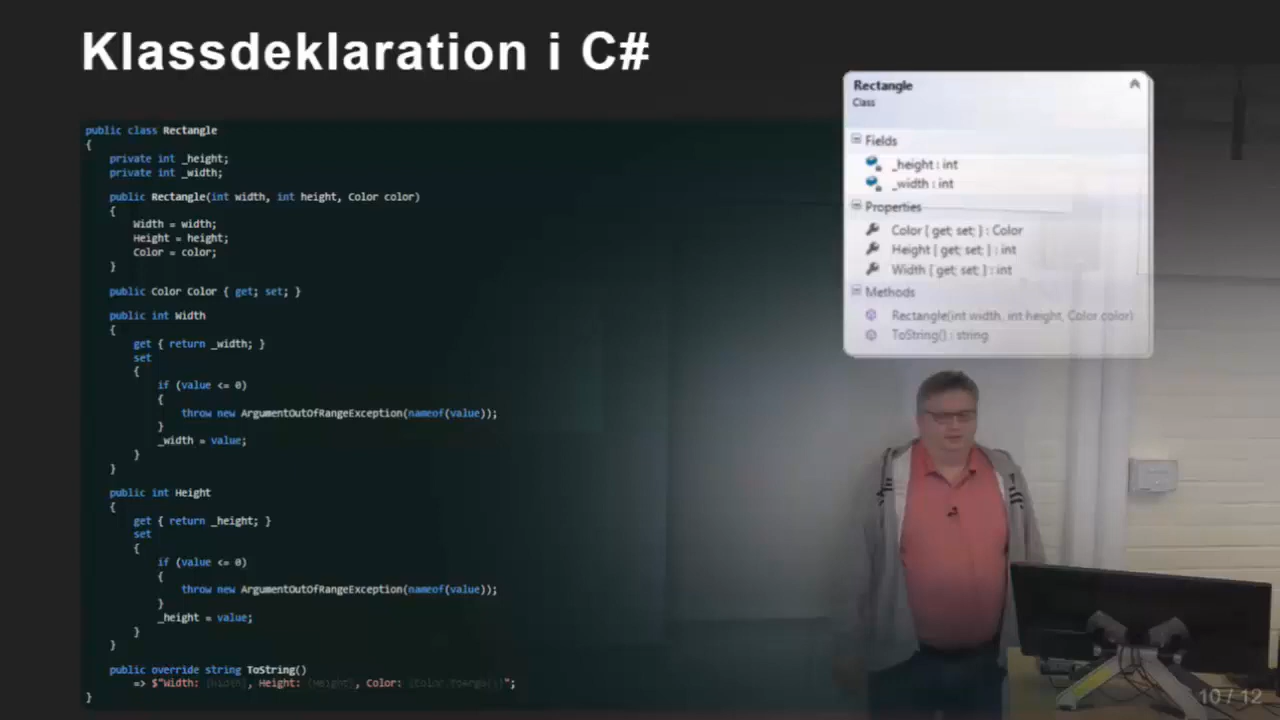 Klassdeklaration i C#
public class Rectangle
{
private int _height;
private int _width;
public Rectangle(int width, int height, Color color)
{
Width = width;
Height = height;
Color = color;
}
public Color Color { get; set; }
public int Width
{
get { return _width; }
set
{
if (value <= 0)
{
throw new ArgumentOutOfRangeException(nameof(value));
}
_width = value;
}
}
public int Height
{
get { return _height; }
set
{
if (value <= 0)
{
throw new ArgumentOutOfRangeException(nameof(value));
}
_height = value;
}
}
public override string ToString()
=> $"Width: {Width}, Height: {Height}, Color: ";
}
Rectangle
Class
Fields
_height : int
_width : int
Properties
Color { get; set; } : Color
Height { get; set; } : int
Width { get; set; } : int
Methods
Rectangle(int width, int height, Color color)
ToString() : string
10 / 12